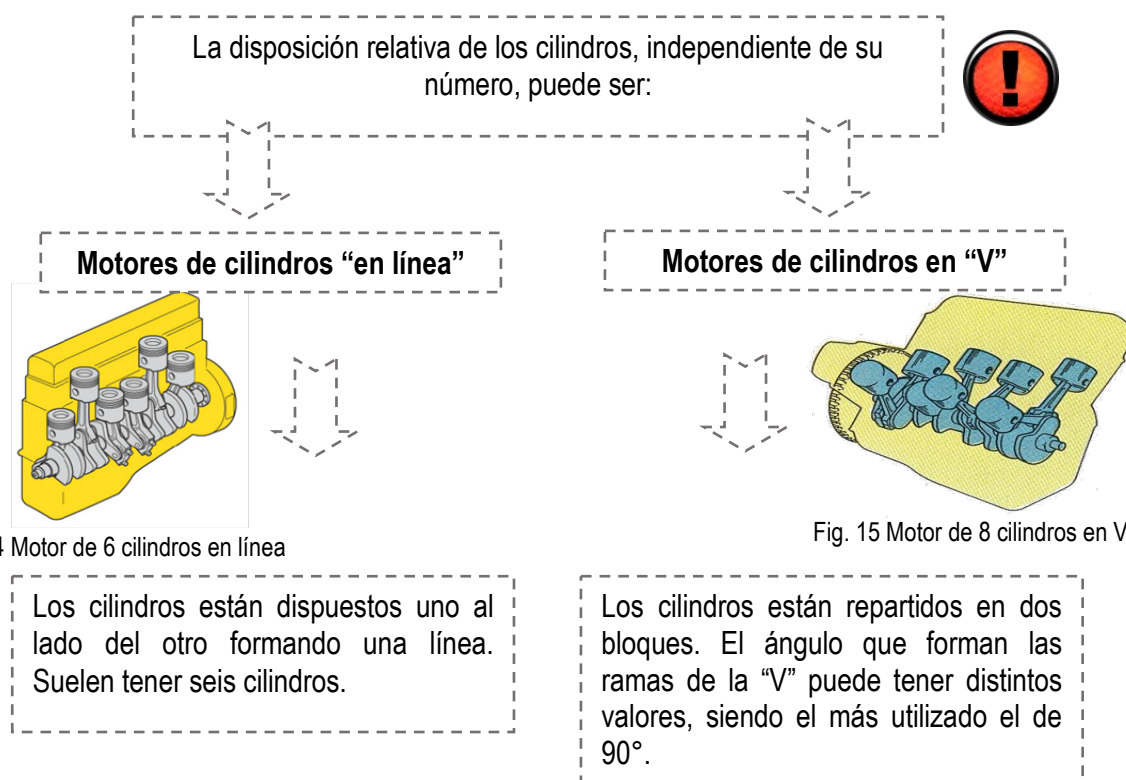 La disposición relativa de los cilindros, independiente de su
número, puede ser:
Motores de cilindros “en línea”
Motores de cilindros en “V”
4 Motor de 6 cilindros en línea
Fig. 15 Motor de 8 cilindros en V
Los cilindros están dispuestos uno al
lado del otro formando una línea.
Suelen tener seis cilindros.
Los cilindros están repartidos en dos
bloques. El ángulo que forman las
ramas de la “V” puede tener distintos
valores, siendo el más utilizado el de
90°.